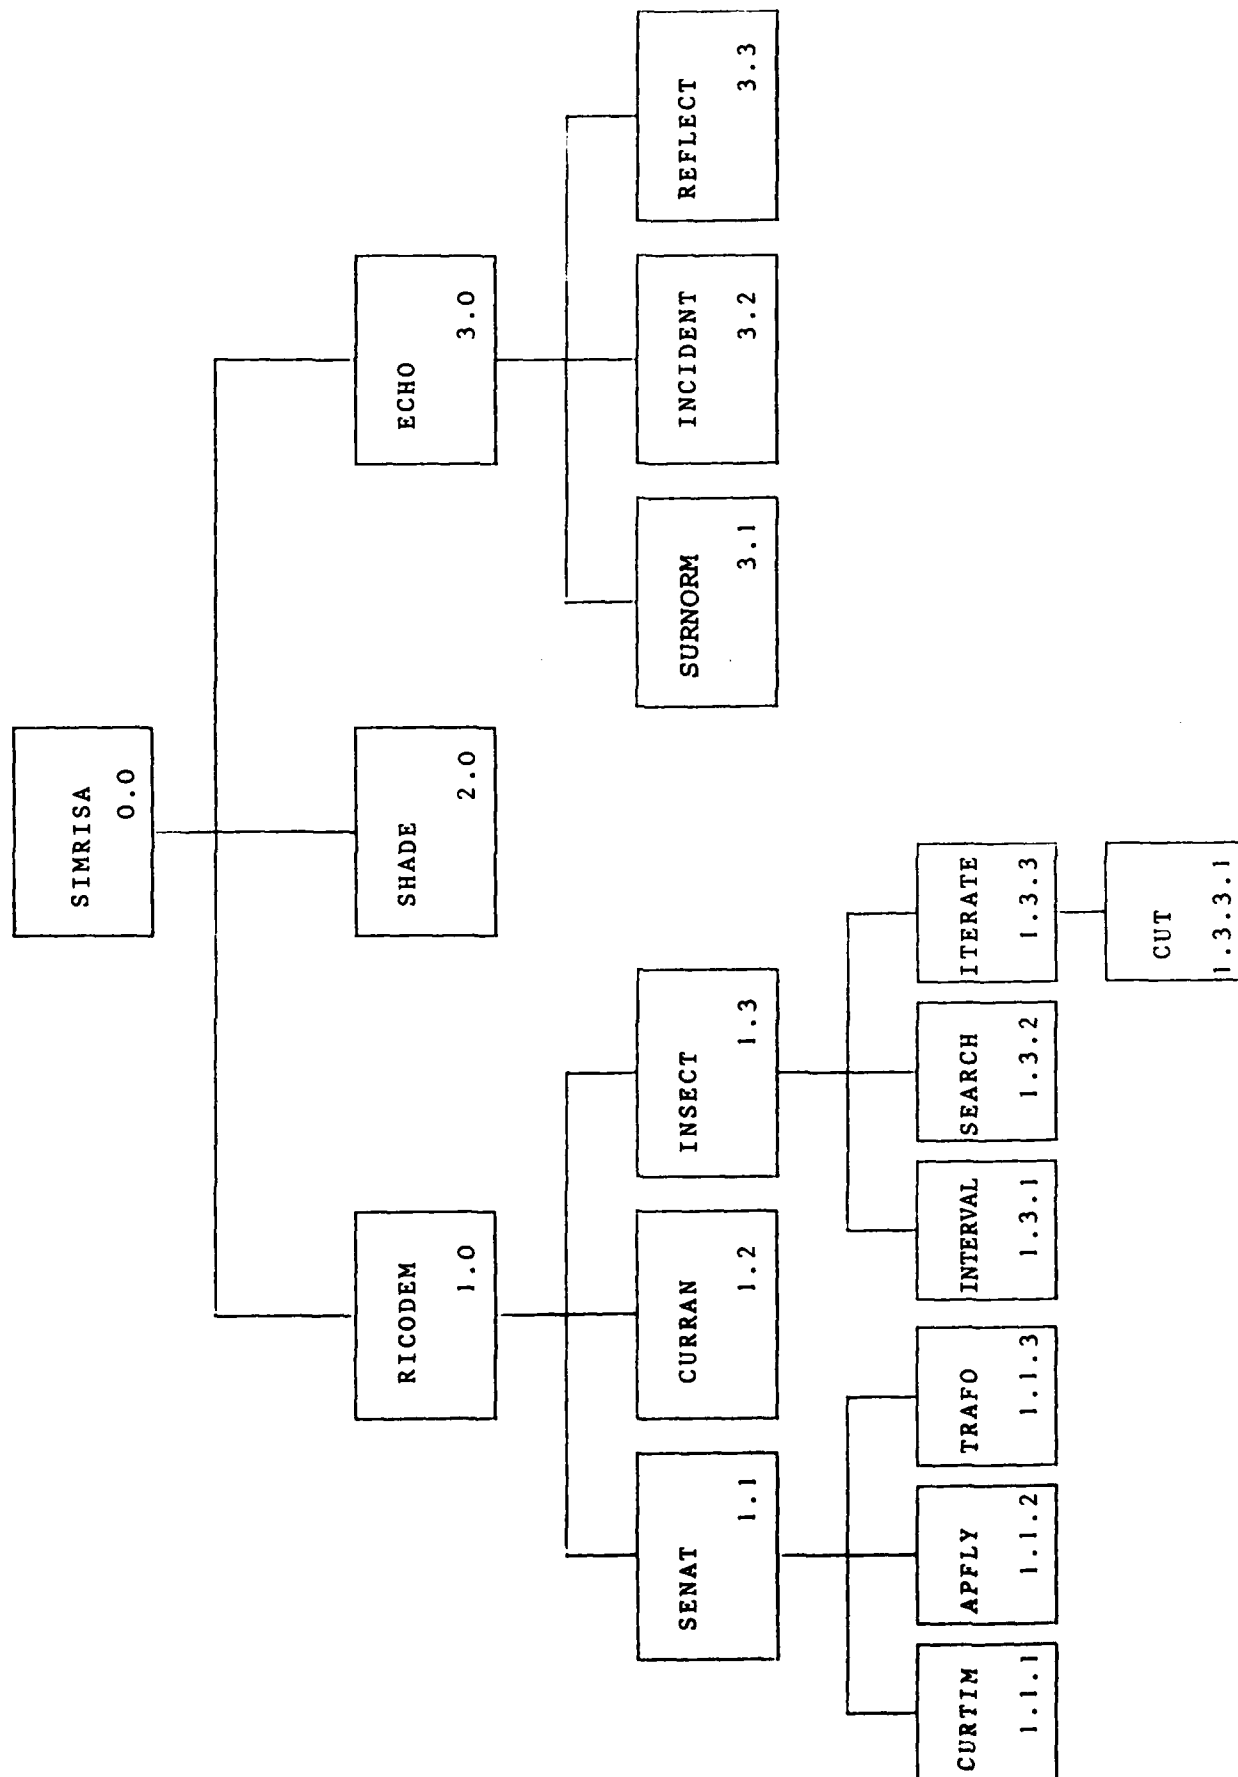 SIMRISA
0.0
RICODEM
1.0
SHADE
2.0
ECHO
3.0
SENAT
1.1
CURRAN
1.2
INSECT
1.3
SURNORM
3.1
INCIDENT
3.2
REFLECT
3.3
CURTIM
1.1.1
APFLY
1.1.2
TRAFO
1.1.3
INTERVAL
1.3.1
SEARCH
1.3.2
ITERATE
1.3.3
CUT
1.3.3.1